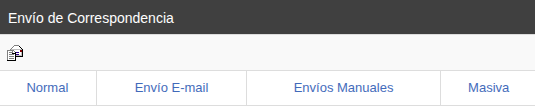 Envío de Correspondencia
Normal Envío E-mail Envíos Manuales Masiva